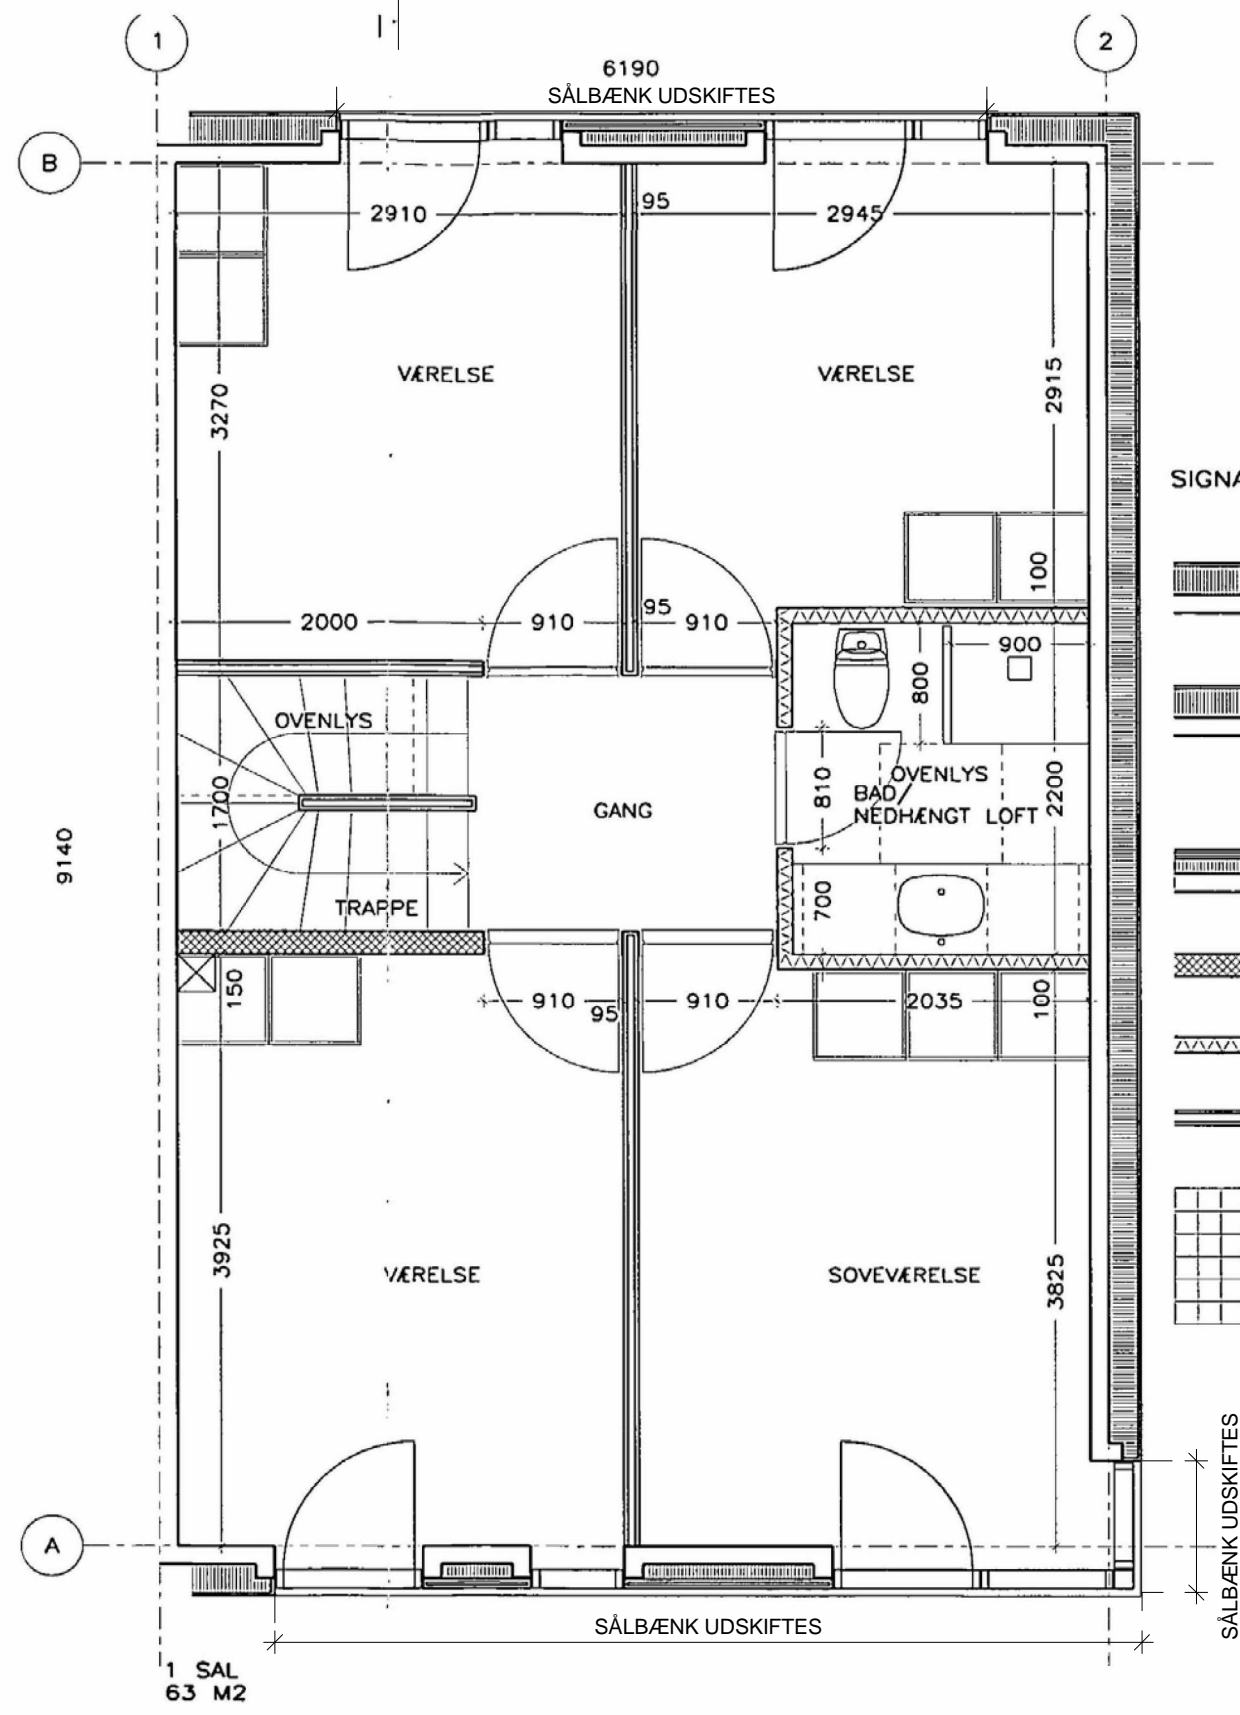 1
2
6190
SÅLBÆNK UDSKIFTES
B
2910
95
2945
VÆRELSE
VÆRELSE
3270
2915
SIGNA
100
2000
910
95
910
900
800
OVENLYS
1700
810
OVENLYS
BAD/
NEDHÆNGT LOFT
2200
GANG
9140
700
TRAPPE
150
910
95
910
2035
100
3925
VÆRELSE
SOVEVÆRELSE
3825
SÅLBÆNK UDSKIFTES
A
SÅLBÆNK UDSKIFTES
1 SAL
63 M2